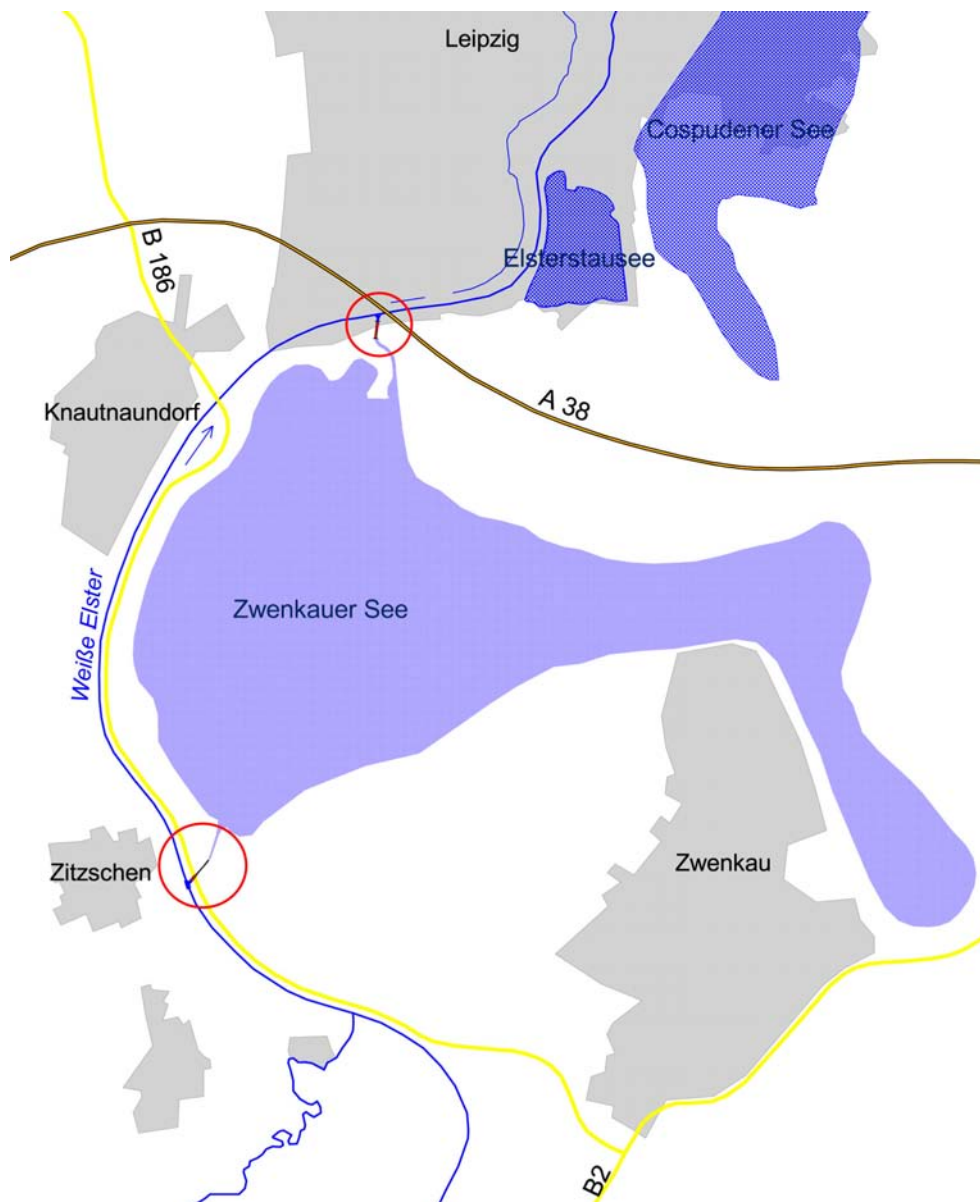 Leipzig
Cospudener See
B 186
Elsterstausee
Knautnaundorf
A 38
Weiße Elster
Zwenkauer See
Zitzschen
Zwenkau
B2